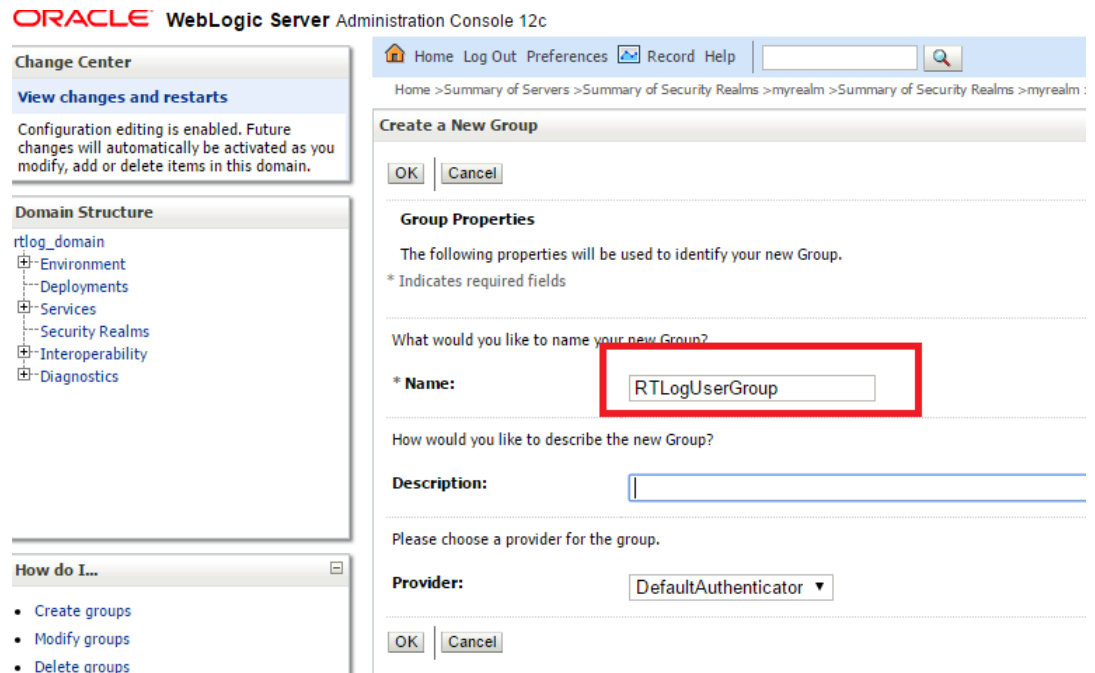 ORACLE WebLogic Server Administration Console 12c
Change Center
View changes and restarts
Configuration editing is enabled. Future
changes will automatically be activated as you
modify, add or delete items in this domain.
Domain Structure
rtlog_domain
Environment
Deployments
Services
Security Realms
Interoperability
Diagnostics
How do I...
Create groups
Modify groups
Delete groups
Home Log Out Preferences Record Help
Home >Summary of Servers >Summary of Security Realms >myrealm >Summary of Security Realms >myrealm >
Create a New Group
OK Cancel
Group Properties
The following properties will be used to identify your new Group.
* Indicates required fields
What would you like to name your new Group?
* Name: RTLogUserGroup
How would you like to describe the new Group?
Description:
Please choose a provider for the group.
Provider: DefaultAuthenticator
OK Cancel